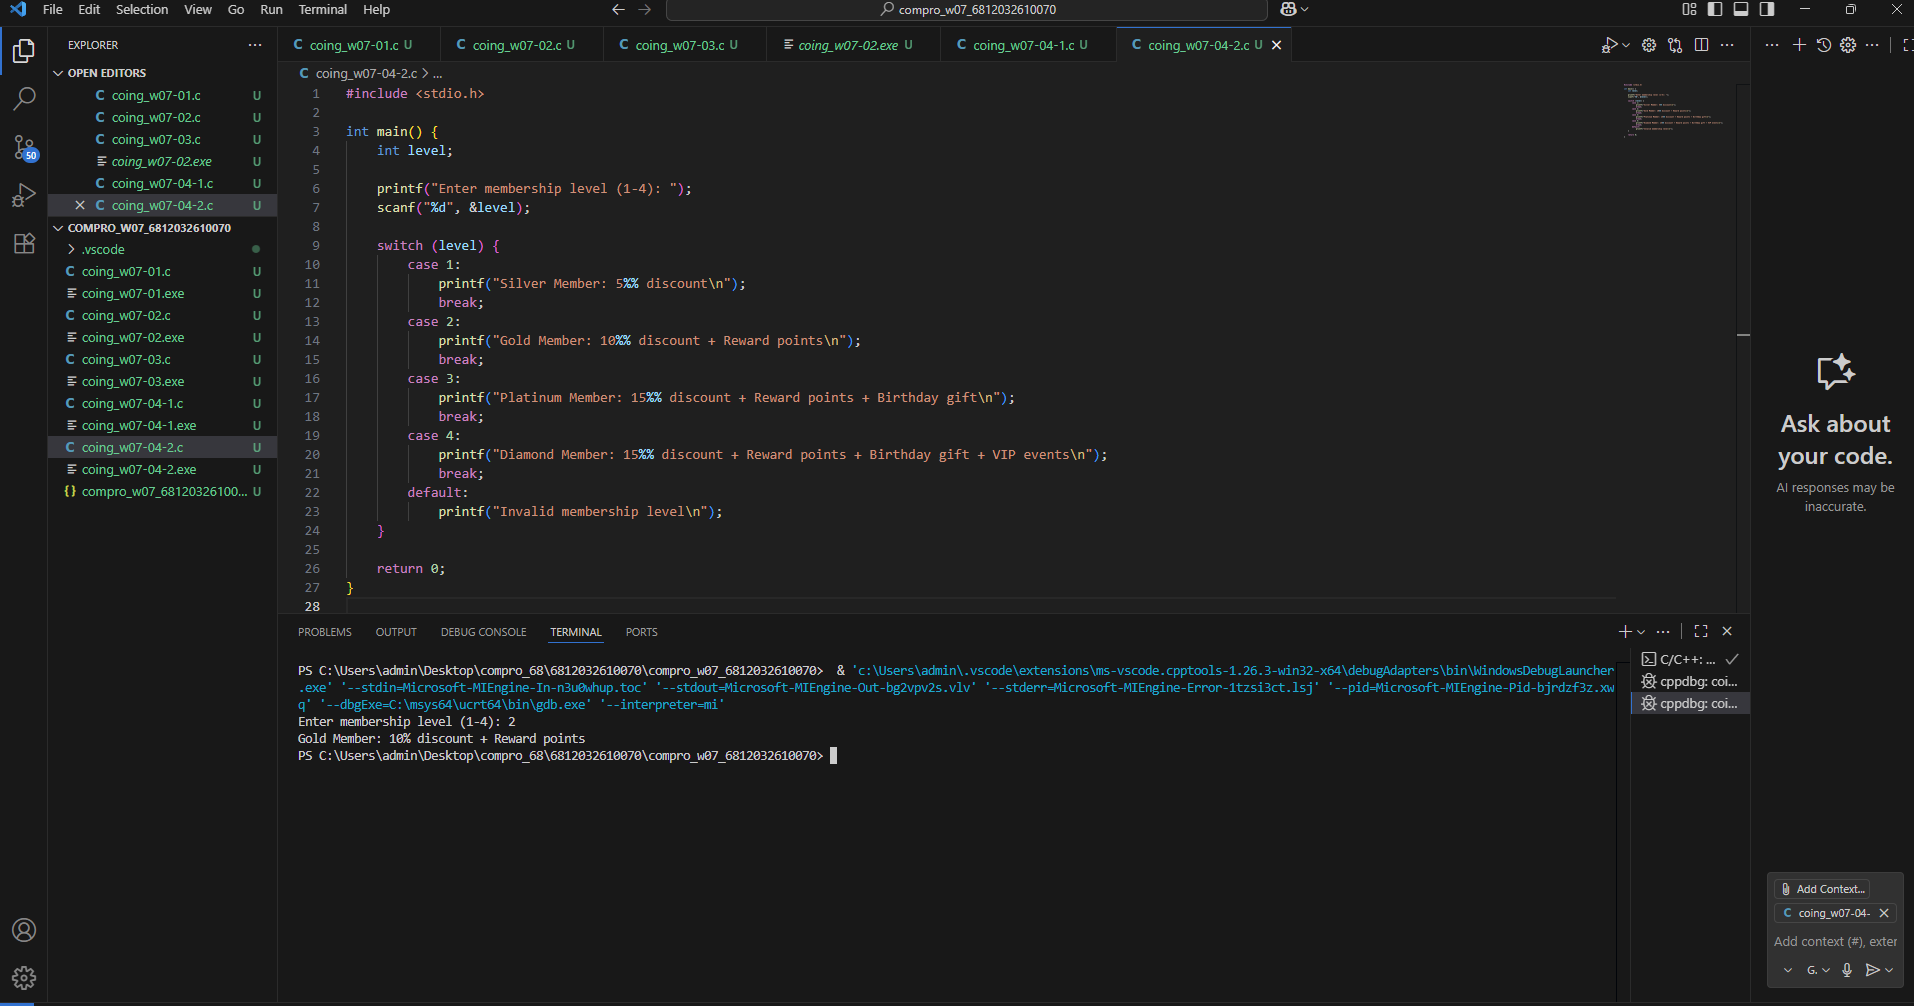 File Edit Selection View Go Run Terminal Help
compro_w07_6812032610070
EXPLORER
OPEN EDITORS
coing_w07-01.c U
coing_w07-02.c U
coing_w07-03.c U
coing_w07-02.exe U
coing_w07-04-1.c U
coing_w07-04-2.c U
COMPRO_W07_6812032610070
.vscode
C coing_w07-01.c U
coing_w07-01.exe U
C coing_w07-02.c U
coing_w07-02.exe U
C coing_w07-03.c U
coing_w07-03.exe U
C coing_w07-04-1.c U
coing_w07-04-1.exe U
C coing_w07-04-2.c U
coing_w07-04-2.exe U
{} compro_w07_68120326100... U
50
C coing_w07-01.c U C coing_w07-02.c U C coing_w07-03.c U coing_w07-02.exe U C coing_w07-04-1.c U C coing_w07-04-2.c U
C coing_w07-04-2.c > ...
1 #include <stdio.h>
2
3 int main() {
4 int level;
5
6 printf("Enter membership level (1-4): ");
7 scanf("%d", &level);
8
9 switch (level) {
10 case 1:
11 printf("Silver Member: 5%% discount\n");
12 break;
13 case 2:
14 printf("Gold Member: 10%% discount + Reward points\n");
15 break;
16 case 3:
17 printf("Platinum Member: 15%% discount + Reward points + Birthday gift\n");
18 break;
19 case 4:
20 printf("Diamond Member: 15%% discount + Reward points + Birthday gift + VIP events\n");
21 break;
22 default:
23 printf("Invalid membership level\n");
24 }
25
26 return 0;
27 }
28
PROBLEMS OUTPUT DEBUG CONSOLE TERMINAL PORTS
PS C:\Users\admin\Desktop\compro_68\6812032610070\compro_w07_6812032610070> & 'c:\Users\admin\.vscode\extensions\ms-vscode.cpptools-1.26.3-win32-x64\debugAdapters\bin\WindowsDebugLauncher
.exe' '--stdin=Microsoft-MIEngine-In-n3u0whup.toc' '--stdout=Microsoft-MIEngine-Out-bg2vpv2s.vlv' '--stderr=Microsoft-MIEngine-Error-1tzsi3ct.lsj' '--pid=Microsoft-MIEngine-Pid-bjrdzf3z.xw
q' '--dbgExe=C:\msys64\ucrt64\bin\gdb.exe' '--interpreter=mi'
Enter membership level (1-4): 2
Gold Member: 10% discount + Reward points
PS C:\Users\admin\Desktop\compro_68\6812032610070\compro_w07_6812032610070>
C/C++: ...
cppdbg: coi...
cppdbg: coi...
Ask about
your code.
AI responses may be
inaccurate.
Add Context...
C coing_w07-04-
Add context (#), exter
G.